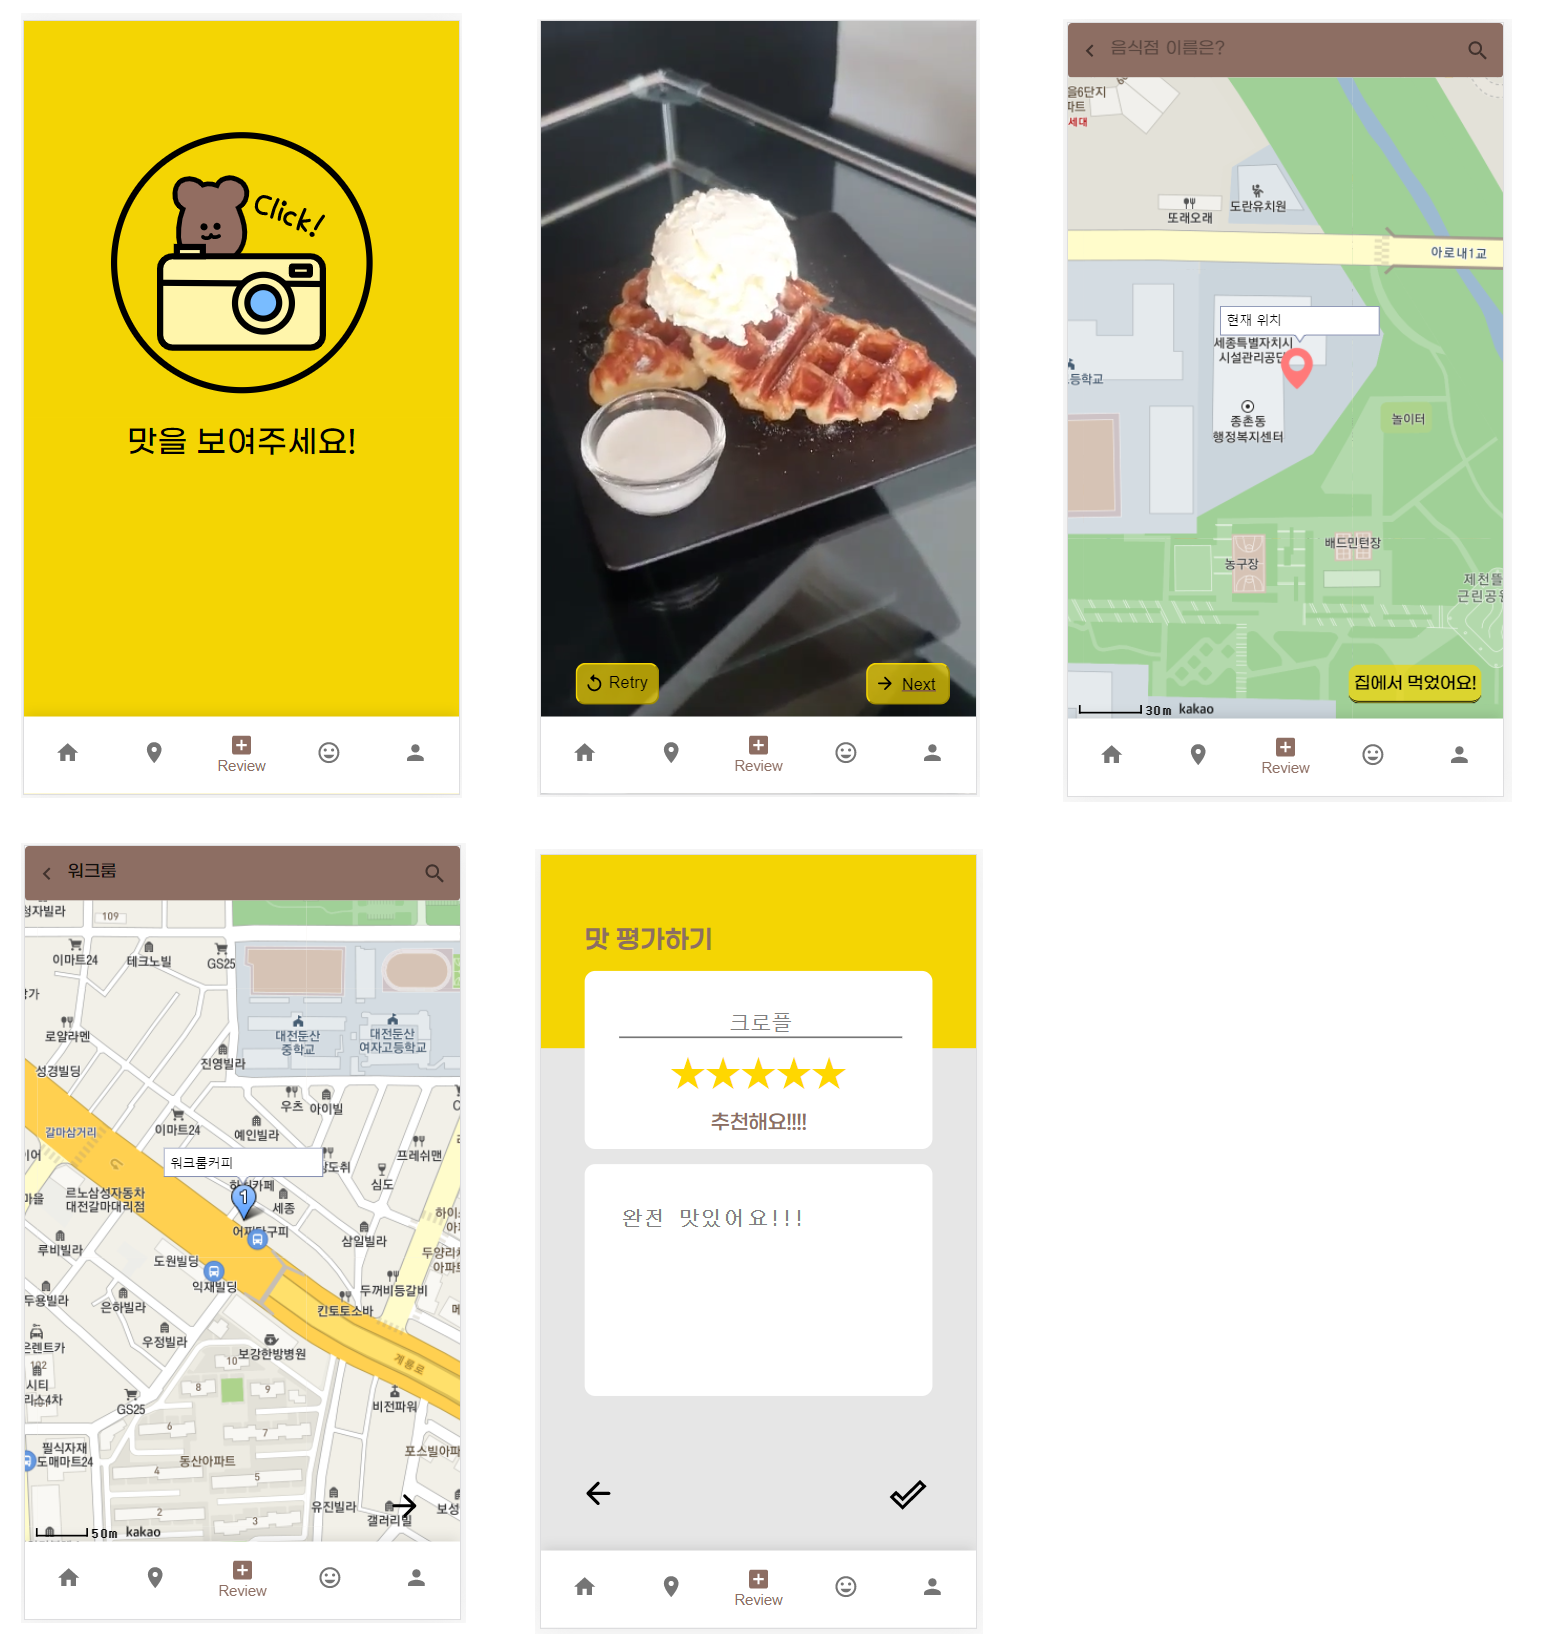 Click!
맛을 보여주세요!
Review
Retry
Next
Review
음식점 이름은?
을6단지
파트
세대
또래오래
도란유치원
아로내1교
현재 위치
세종특별자치시
시설관리공단
등학교
종촌동
행정복지센터
놀이터
배드민턴장
농구장
제천뜰
근린공원
집에서 먹었어요!
30m kakao
Review
워크룸
청자빌라
109
이마트24
테크노빌
GS25
로얄라멘
대전둔산
중학교
대전둔산
여자고등학교
진영빌라
성경빌딩
우츠
아이빌
갈마삼거리
이마트24
예인빌라
프레쉬맨
워크룸커피
심도
르노삼성자동차
대전갈마대리점
세종
루비빌라
삼일빌라
도원빌딩
익재빌딩
두꺼비등갈비
두용빌라
은하빌라
킨토토소바
우정빌라
보강한방병원
계룡로
10
8
9
102
시티
GS25
비전파워
6
7
필식자재
도매마트24
동산아파트
포스빌아파
4
5
유진빌라
갤러리빌
보성
2
3
50m kakao
Review
맛 평가하기
크로플
★★★★★
추천해요!!!!
완전 맛있어요!!!
Review